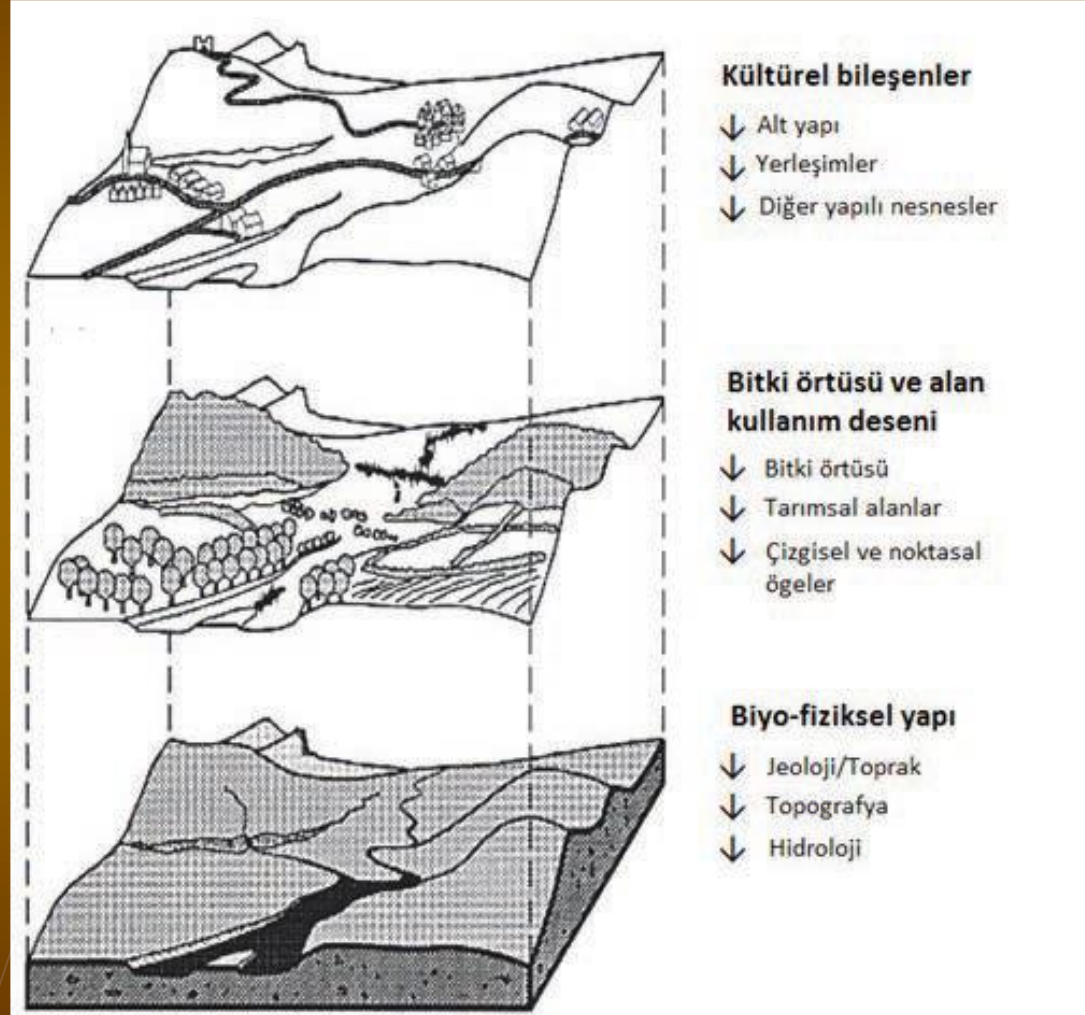 Kültürel bileşenler
↓ Alt yapı
↓ Yerleşimler
↓ Diğer yapılı nesnesler
Bitki örtüsü ve alan
kullanım deseni
↓ Bitki örtüsü
↓ Tarımsal alanlar
↓ Çizgisel ve noktasal
ögeler
Biyo-fiziksel yapı
↓ Jeoloji/Toprak
↓ Topografya
↓ Hidroloji